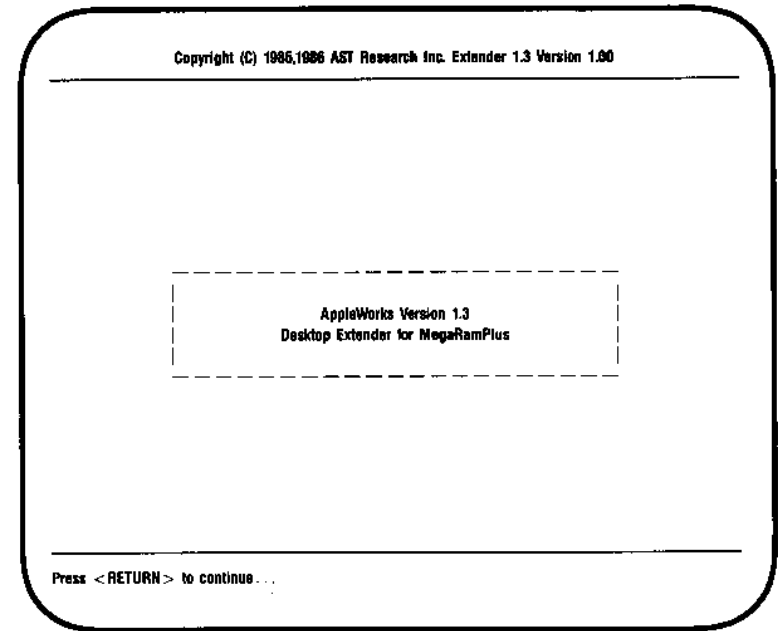 Copyright (C) 1985,1986 AST Research Inc. Extender 1.3 Version 1.00
AppleWorks Version 1.3
Desktop Extender for MegaRamPlus
Press <RETURN> to continue...